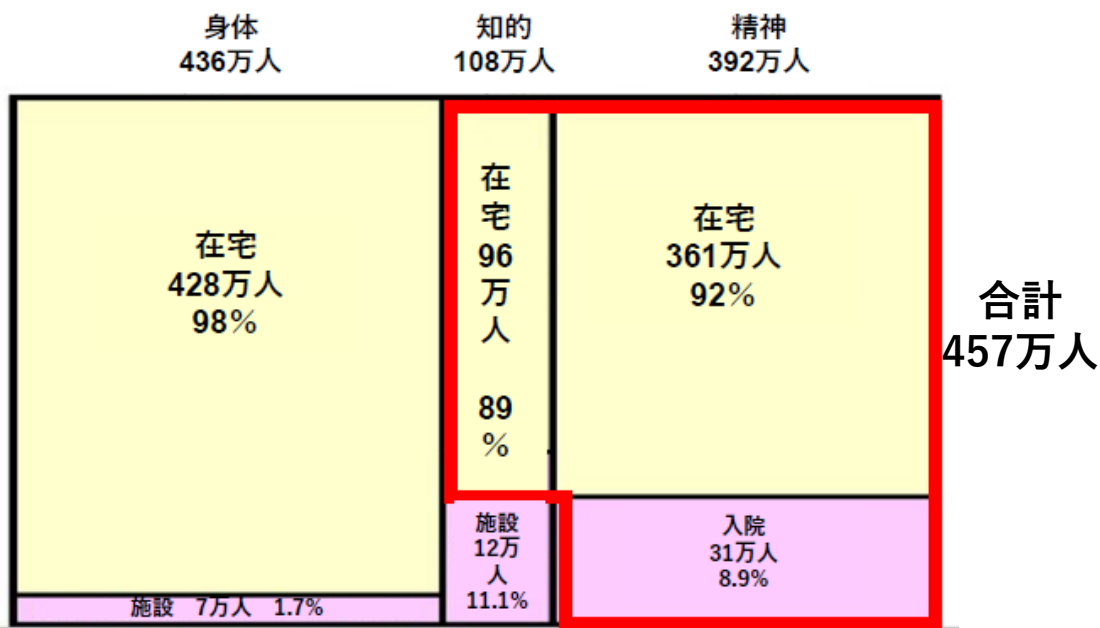 身体
436万人
知的
108万人
精神
392万人
在宅
428万人
98%
在
宅
96
万
人
89
%
在宅
361万人
92%
合計
457万人
施設 7万人 1.7%
施設
12万
人
11.1%
入院
31万人
8.9%